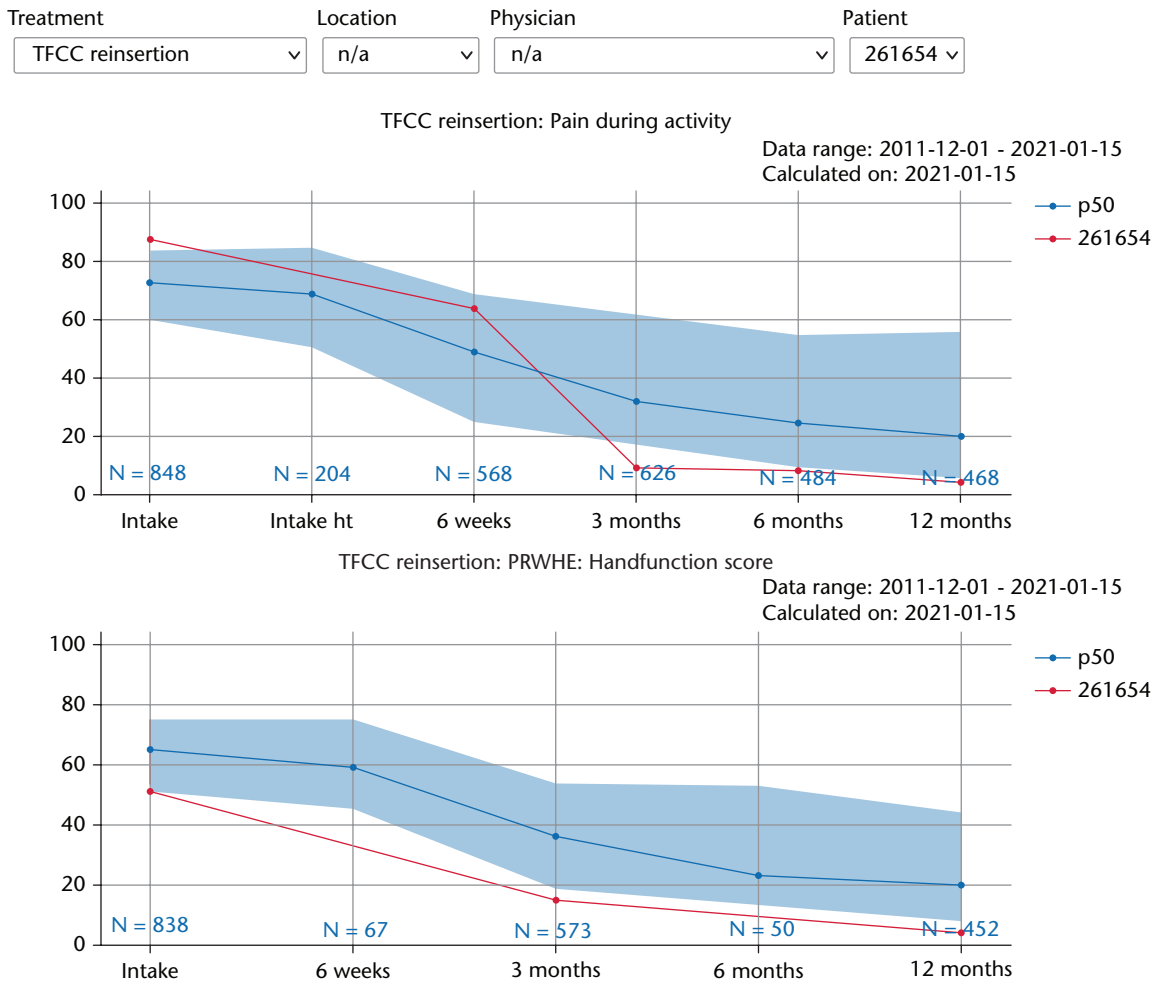 Treatment Location Physician Patient
TFCC reinsertion n/a n/a 261654
TFCC reinsertion: Pain during activity
Data range: 2011-12-01 - 2021-01-15
Calculated on: 2021-01-15
100
80
60
40
20
0
p50
261654
N = 848 N = 204 N = 568 N = 626 N = 484 N = 468
Intake Intake ht 6 weeks 3 months 6 months 12 months
TFCC reinsertion: PRWHE: Handfunction score
Data range: 2011-12-01 - 2021-01-15
Calculated on: 2021-01-15
100
80
60
40
20
0
p50
261654
N = 838 N = 67 N = 573 N = 50 N = 452
Intake 6 weeks 3 months 6 months 12 months